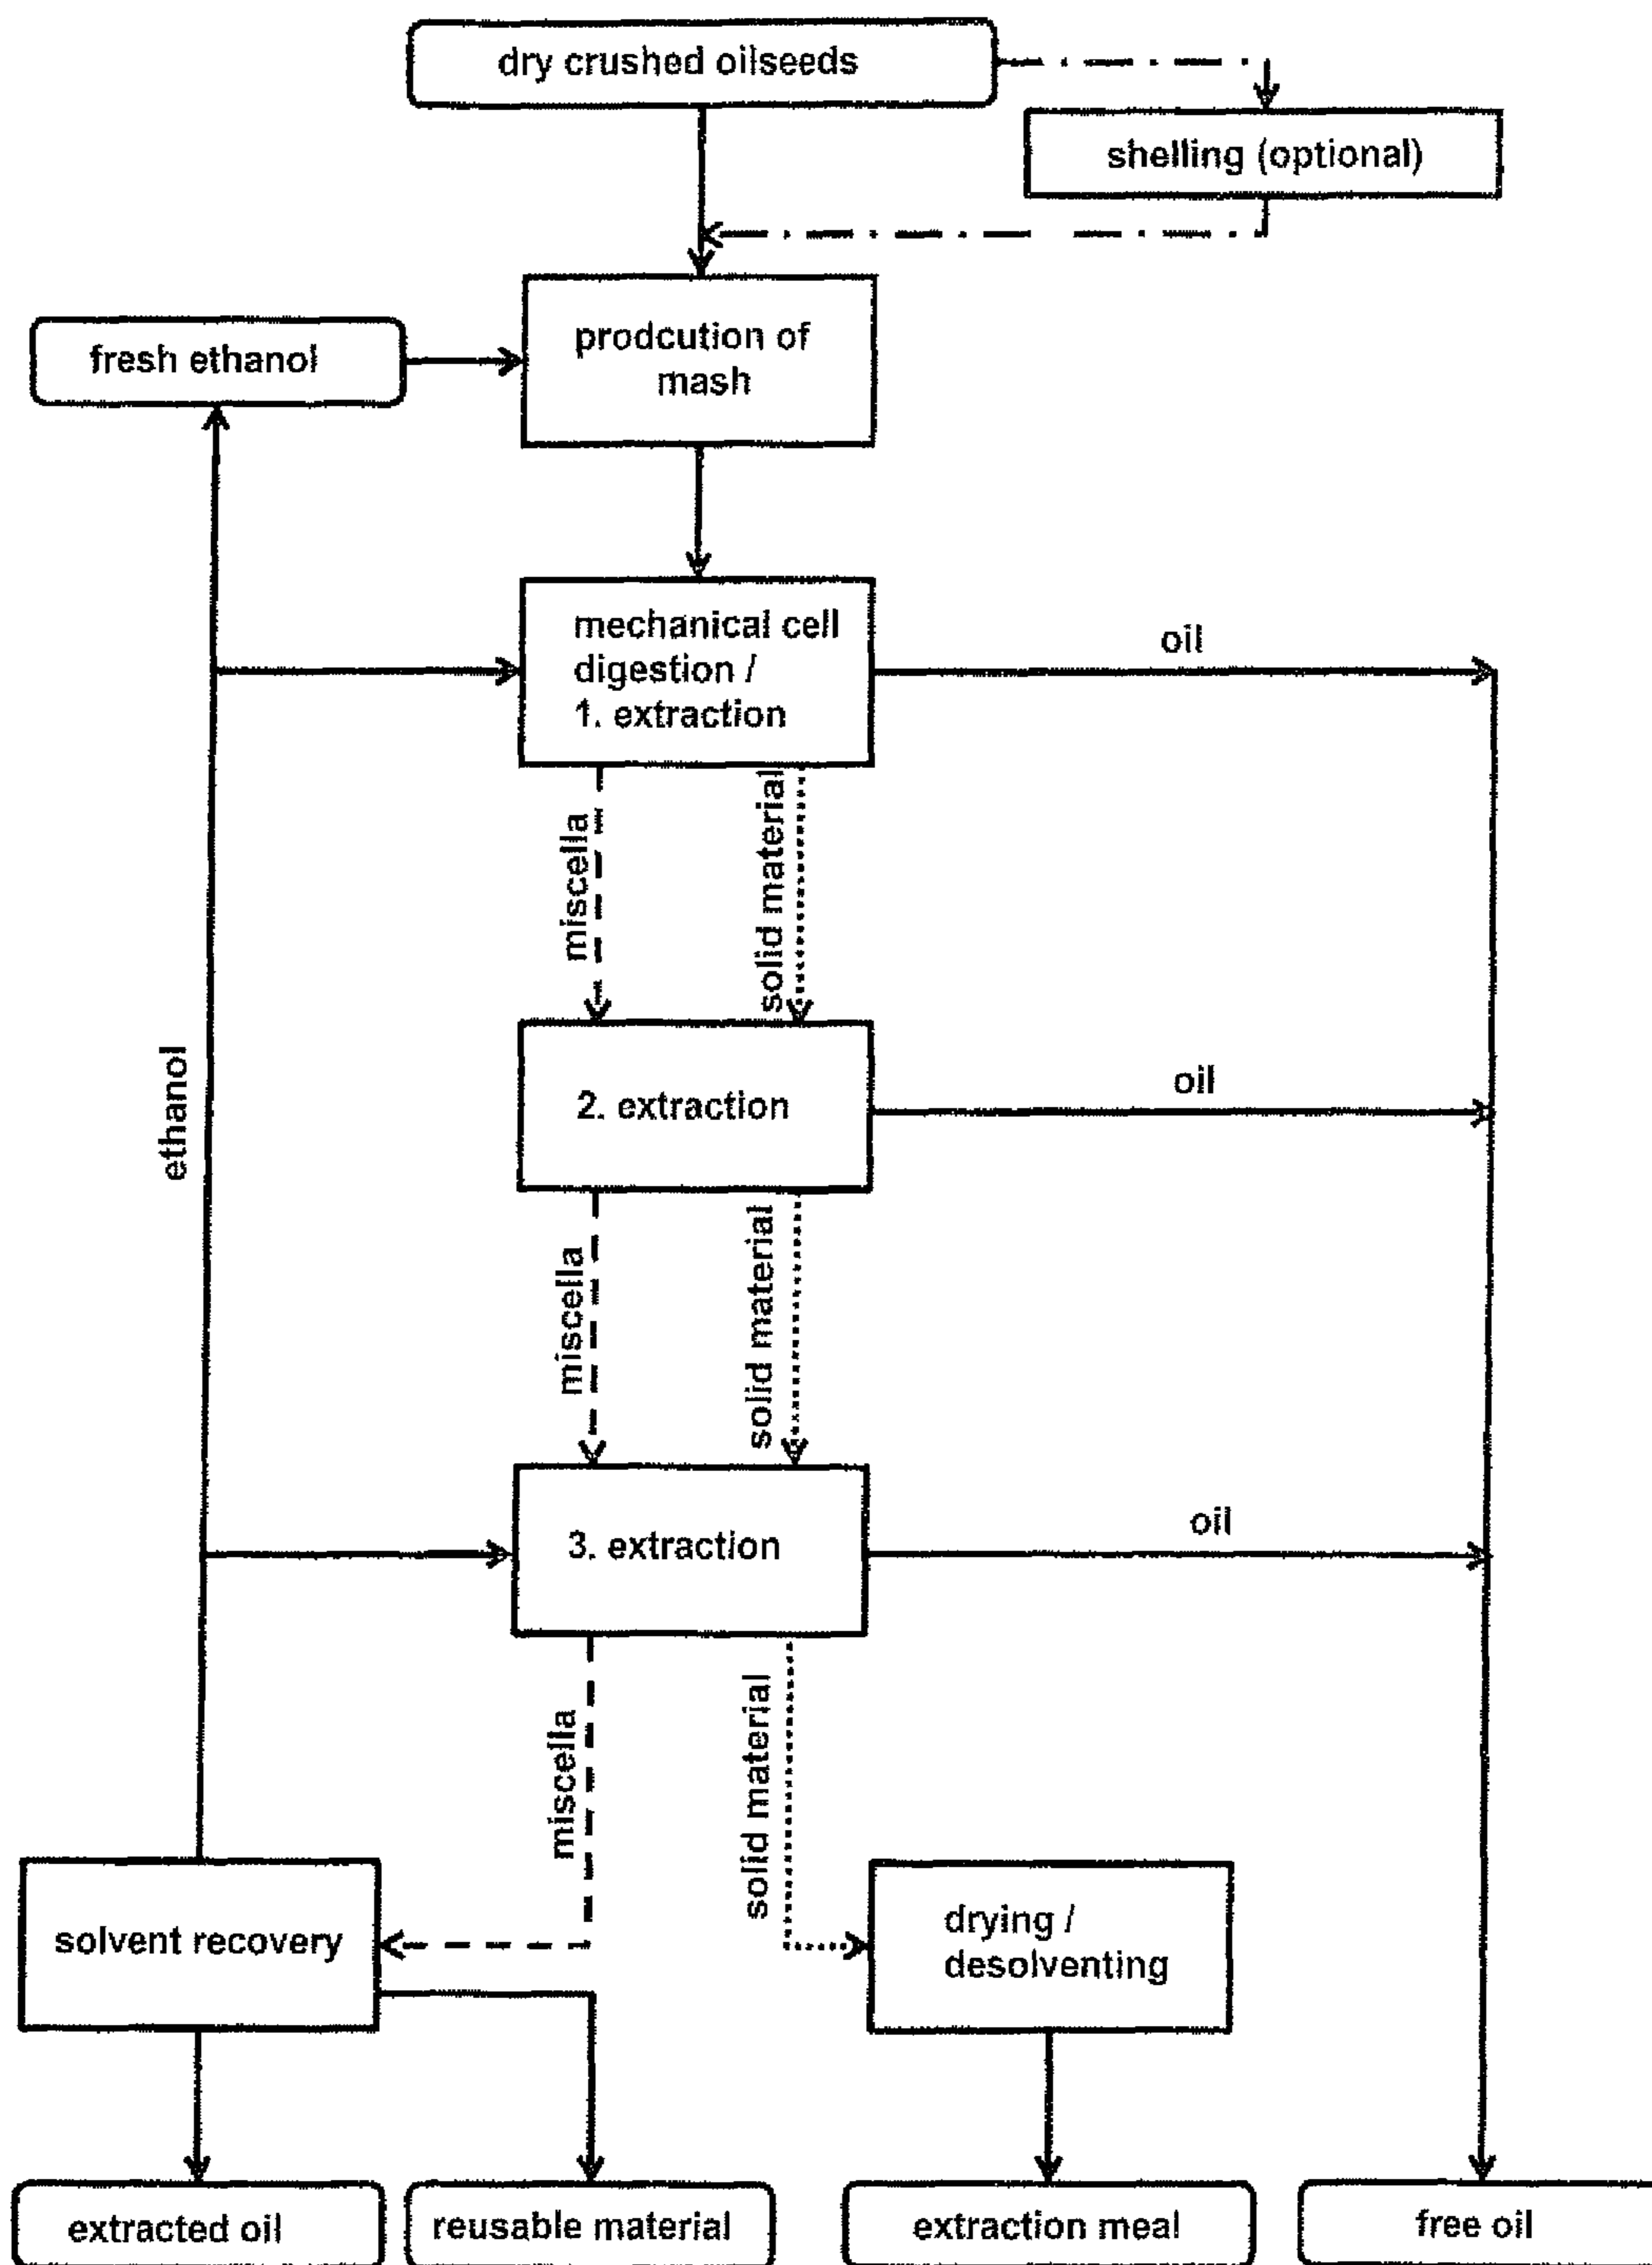 dry crushed oilseeds
shelling (optional)
fresh ethanol
prodcution of
mash
mechanical cell
digestion /
1. extraction
oil
miscella
solid material
ethanol
2. extraction
oil
miscella
solid material
3. extraction
oil
miscella
solid material
solvent recovery
drying /
desolventing
extracted oil
reusable material
extraction meal
free oil